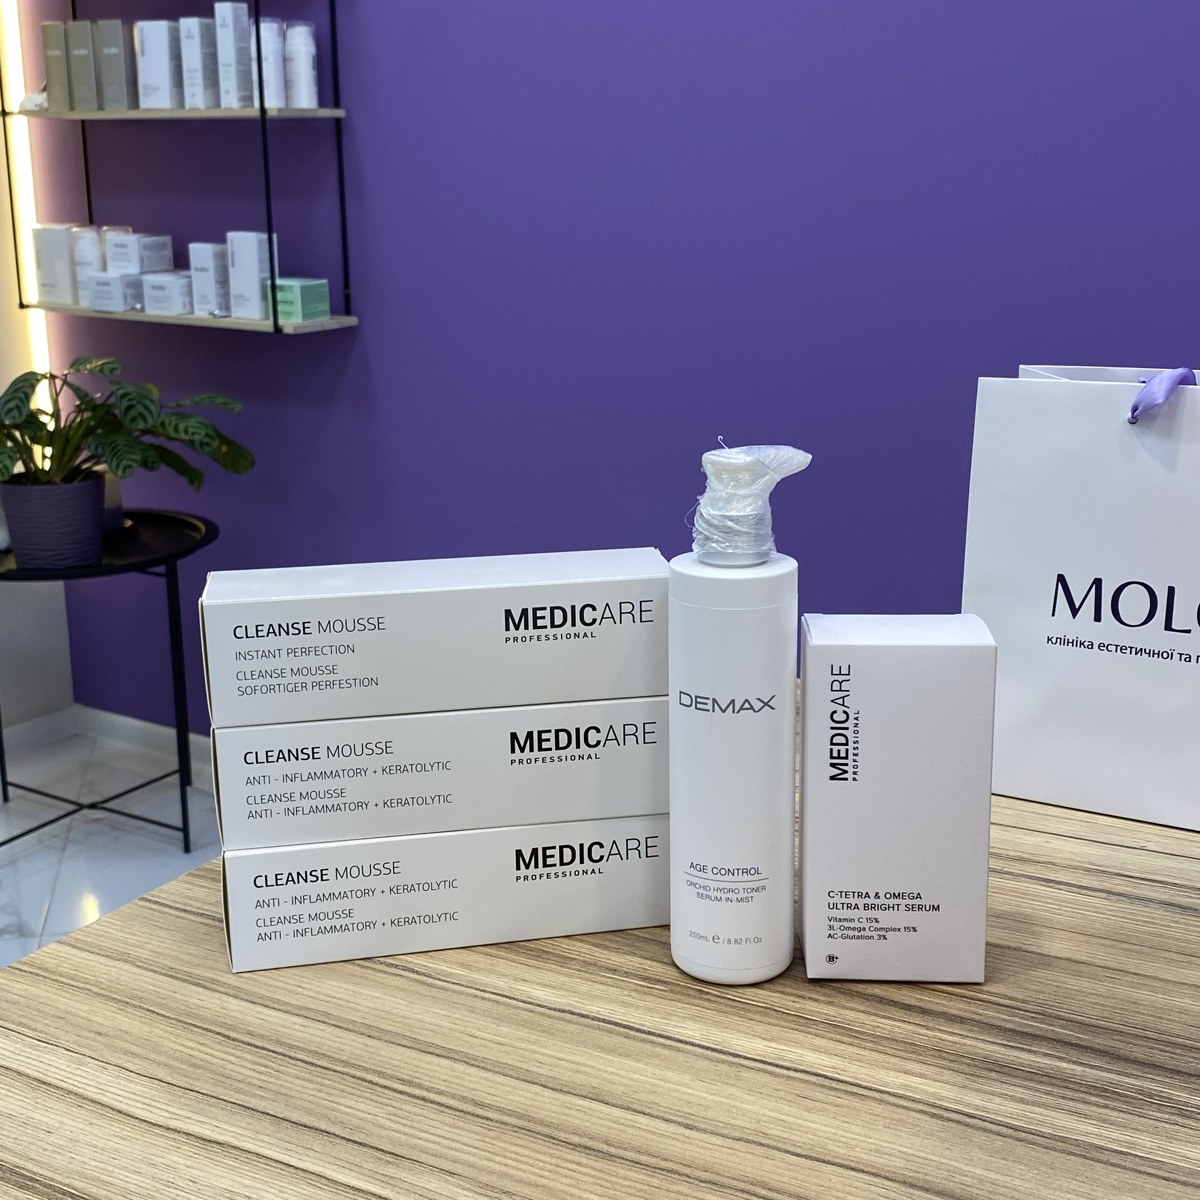 CLEANSE MOUSSE
INSTANT PERFECTION
CLEANSE MOUSSE
SOFORTIGER PERFESTION
MEDICARE
PROFESSIONAL
CLEANSE MOUSSE
ANTI - INFLAMMATORY + KERATOLYTIC
CLEANSE MOUSSE
ANTI - INFLAMMATORY + KERATOLYTIC
MEDICARE
PROFESSIONAL
CLEANSE MOUSSE
ANTI - INFLAMMATORY + KERATOLYTIC
CLEANSE MOUSSE
ANTI - INFLAMMATORY + KERATOLYTIC
MEDICARE
PROFESSIONAL
DEMAX
AGE CONTROL
ORCHID HYDRO TONER
SERUM-IN-MIST
250mL e / 8.82 Fl.Oz
MEDICARE
PROFESSIONAL
C-TETRA & OMEGA
ULTRA BRIGHT SERUM
Vitamin C 15%
3L-Omega Complex 15%
AC-Glutation 3%
B+
MOLO
клініка естетичної та